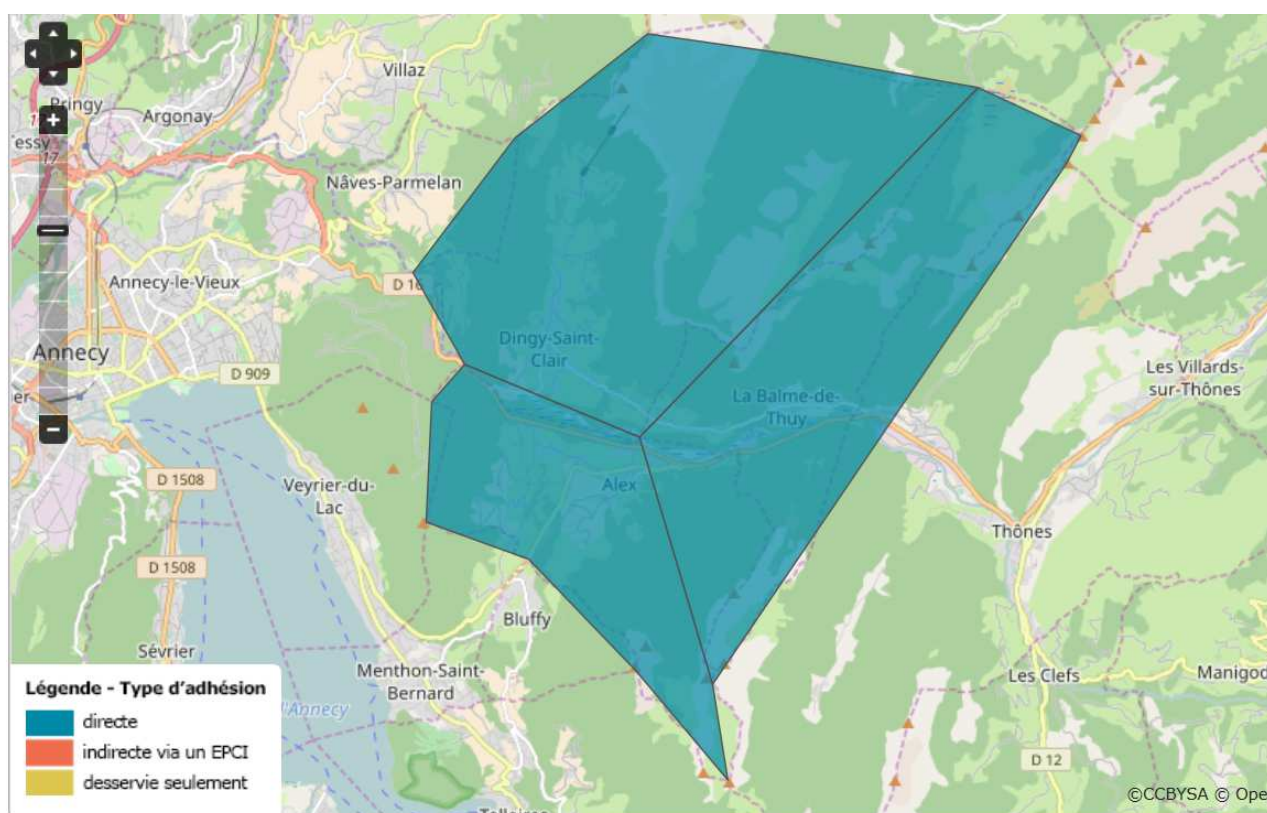 Villaz
Pringy
Argonay
17
Nâves-Parmelan
Annecy-le-Vieux
D 16
Dingy-Saint-
Clair
Annecy
D 909
Les Villards-
sur-Thônes
La Balme-de-
Thuy
D 1508
Veyrier-du-
Lac
Alex
Thônes
D 1508
Bluffy
Sévrier
Menthon-Saint-
Bernard
Les Clefs
Manigod
Légende - Type d'adhésion
directe
d'Annecy
indirecte via un EPCI
desservie seulement
D 12
©CCBYSA © Ope